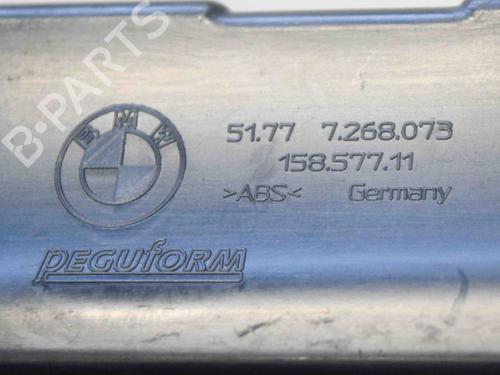 B-PARTS
BMW
51.77 7.268.073
158.577.11
>ABS< Germany
PEGUFORM